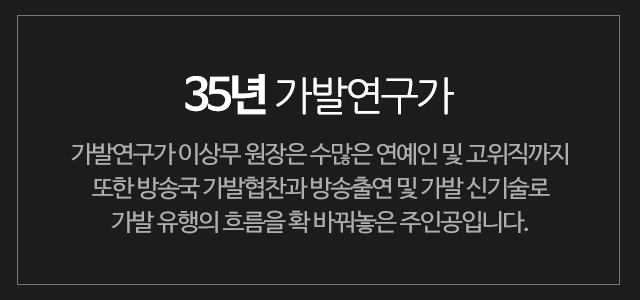 35년 가발연구가
가발연구가 이상무 원장은 수많은 연예인 및 고위직까지
또한 방송국 가발협찬과 방송출연 및 가발 신기술로
가발 유행의 흐름을 확 바꿔놓은 주인공입니다.